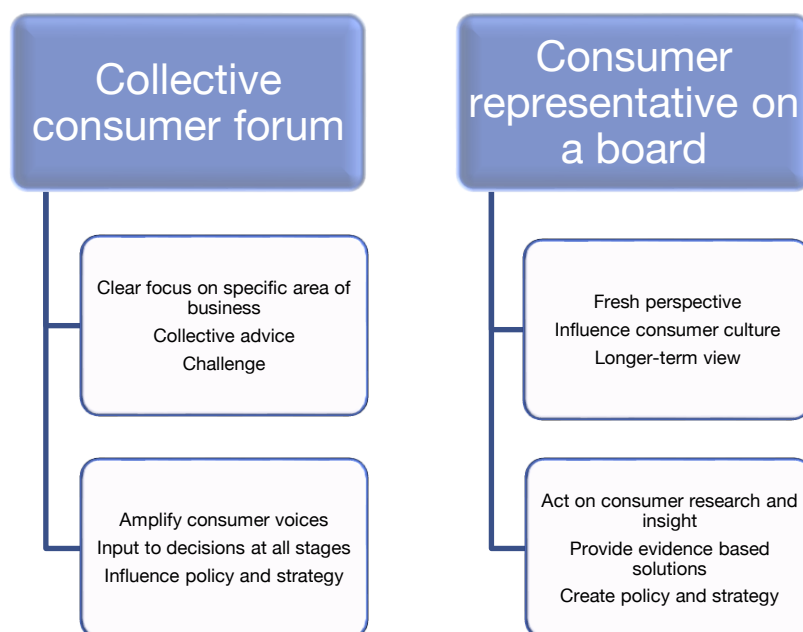 Collective
consumer forum
Clear focus on specific area of
business
Collective advice
Challenge
Amplify consumer voices
Input to decisions at all stages
Influence policy and strategy
Consumer
representative on
a board
Fresh perspective
Influence consumer culture
Longer-term view
Act on consumer research and
insight
Provide evidence based
solutions
Create policy and strategy